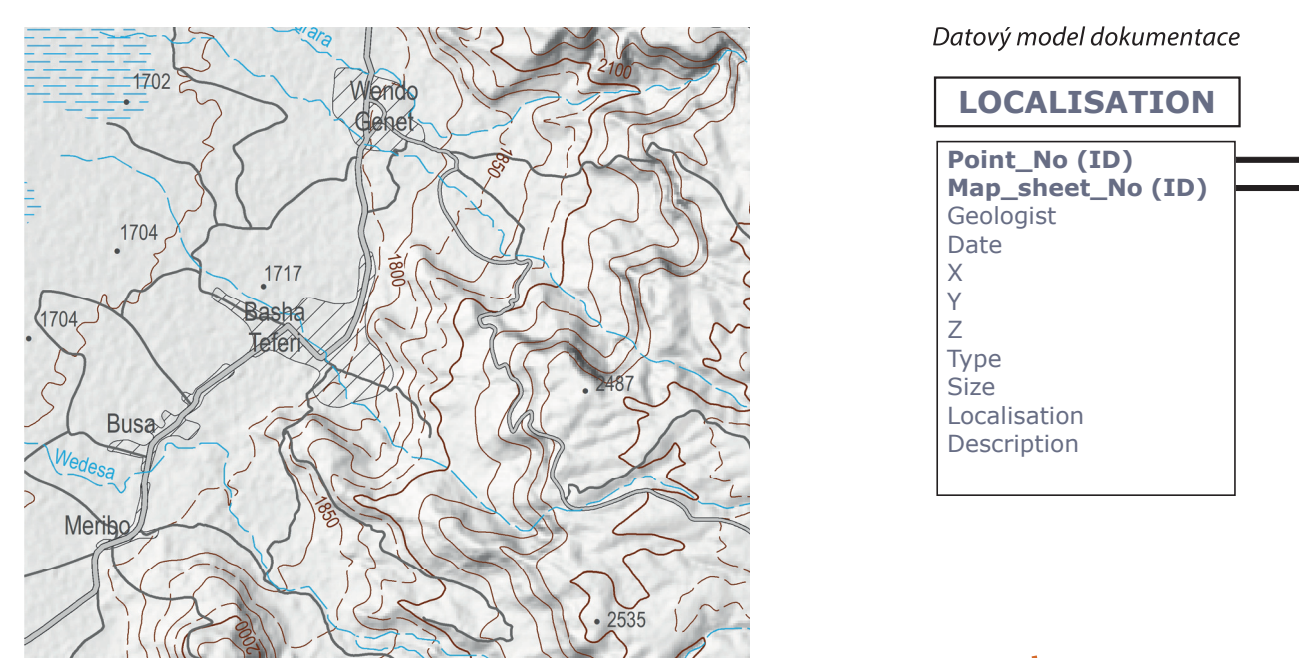 1702
Wendo
Genet
2100
1850
1704
1717
1800
Basha
Teferi
1704
2487
Busa
Wedesa
1850
Meribo
2000
2535
Datový model dokumentace
LOCALISATION
Point_No (ID)
Map_sheet_No (ID)
Geologist
Date
X
Y
Z
Type
Size
Localisation
Description